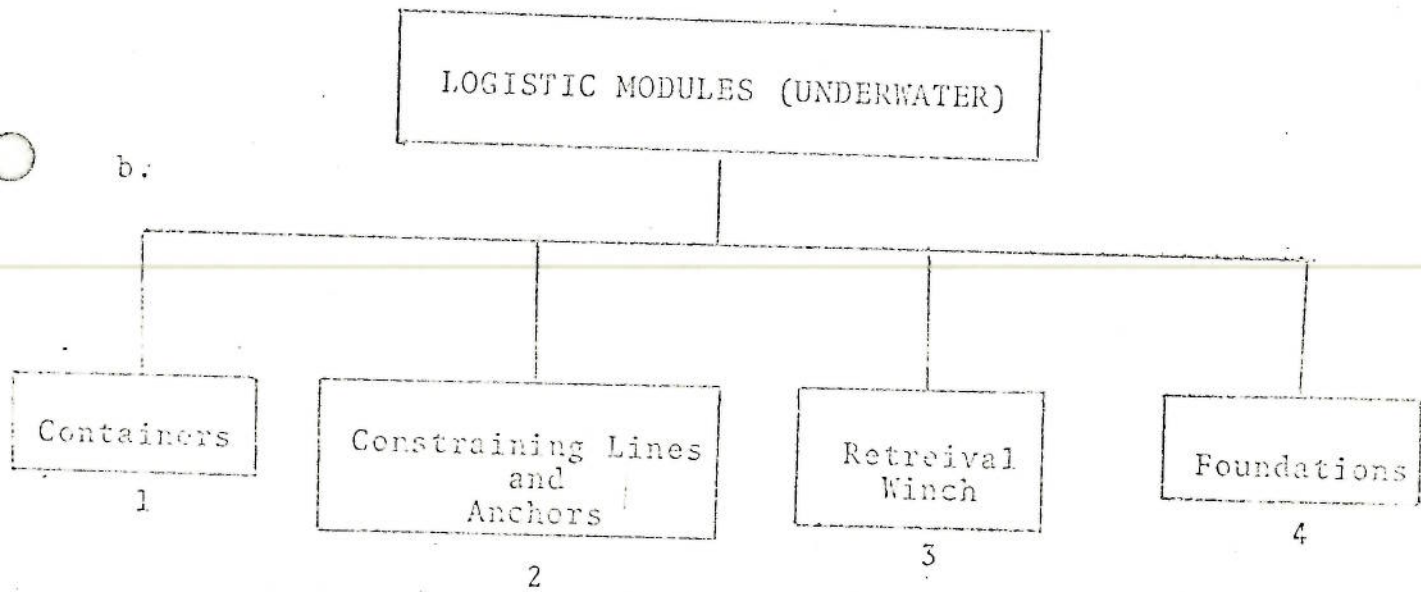 LOGISTIC MODULES (UNDERWATER)
b.
Containers
Constraining Lines
and
Anchors
Retreival
Winch
Foundations
1
2
3
4